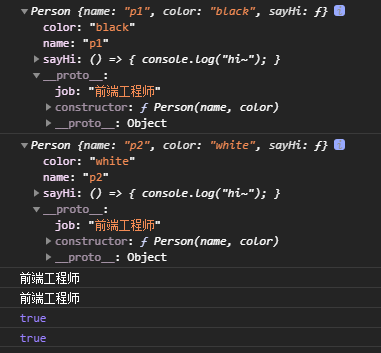 ▼Person {name: "p1", color: "black", sayHi: ƒ} i
color: "black"
name: "p1"
▶sayHi: () => { console.log("hi~"); }
▼__proto__:
job: "前端工程师"
▶constructor: ƒ Person(name, color)
▶__proto__: Object
▼Person {name: "p2", color: "white", sayHi: ƒ} i
color: "white"
name: "p2"
▶sayHi: () => { console.log("hi~"); }
▼__proto__:
job: "前端工程师"
▶constructor: ƒ Person(name, color)
▶__proto__: Object
前端工程师
前端工程师
true
true